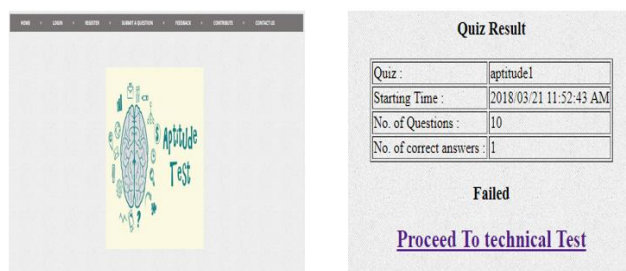 HOME LOGIN REGISTER SUBMIT A QUESTION FEEDBACK CONTRIBUTE CONTACT US
Aptitude
Test
Quiz Result
Quiz : aptitude1
Starting Time : 2018/03/21 11:52:43 AM
No. of Questions : 10
No. of correct answers : 1
Failed
Proceed To technical Test